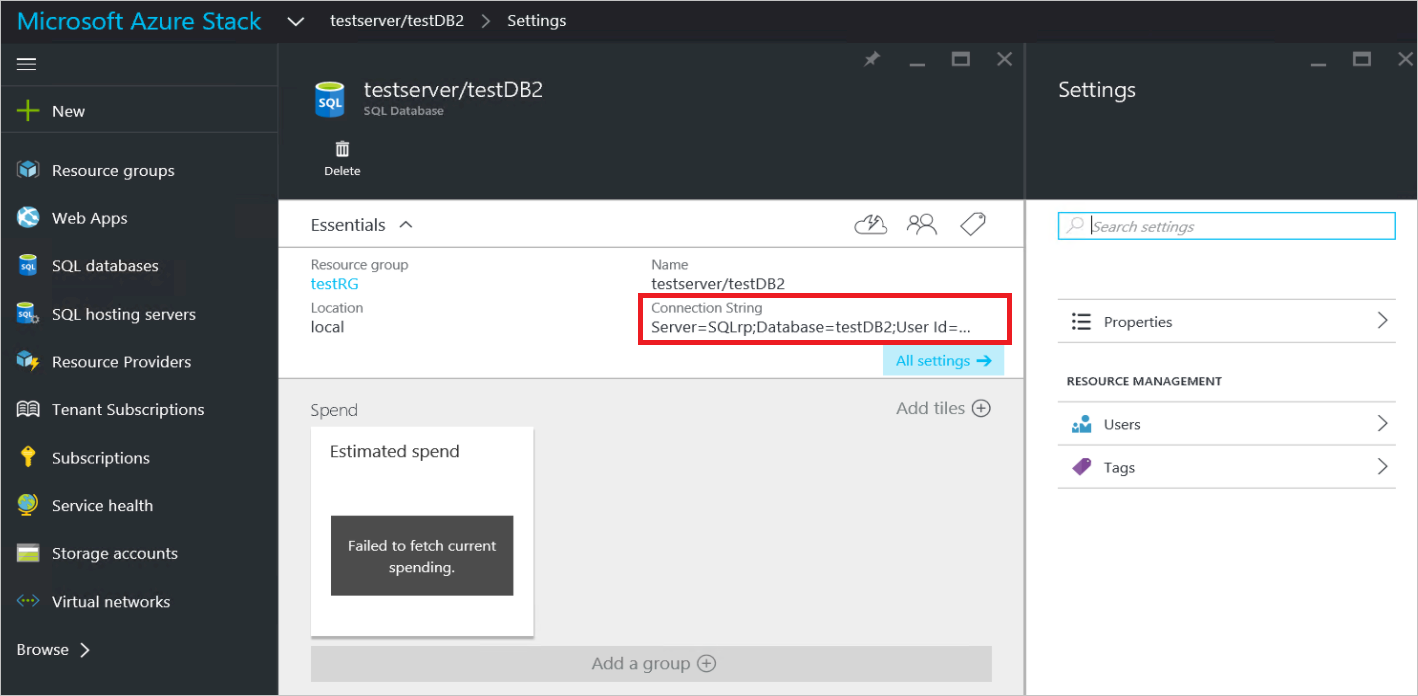 Microsoft Azure Stack
testserver/testDB2
Settings
New
Resource groups
Web Apps
SQL databases
SQL hosting servers
Resource Providers
Tenant Subscriptions
Subscriptions
Service health
Storage accounts
Virtual networks
Browse
SQL
testserver/testDB2
SQL Database
Delete
Essentials
Resource group
testRG
Location
local
Name
testserver/testDB2
Connection String
Server=SQLrp;Database=testDB2;User Id=...
All settings
Spend
Add tiles
Estimated spend
Failed to fetch current
spending.
Add a group
Settings
Search settings
Properties
RESOURCE MANAGEMENT
Users
Tags